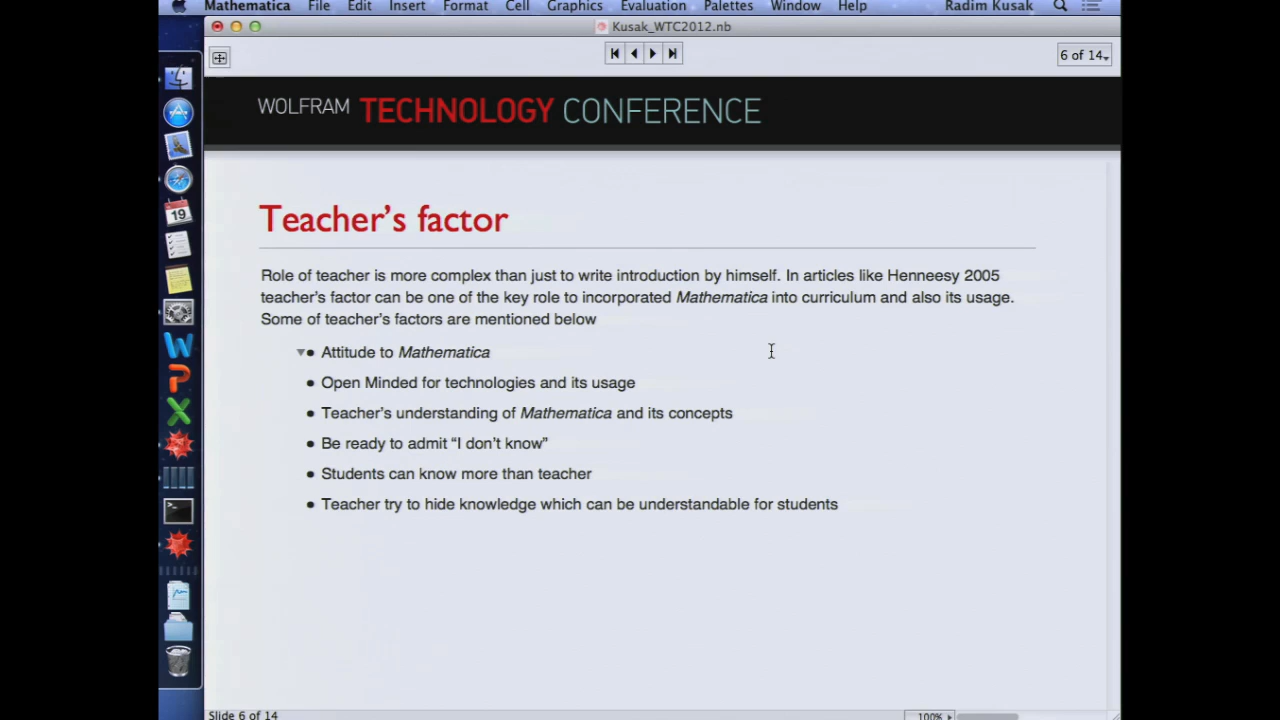 Mathematica File Edit Insert Format Cell Graphics Evaluation Palettes Window Help Radim Kusak
Kusak_WTC2012.nb
6 of 14
WOLFRAM TECHNOLOGY CONFERENCE
19
Teacher's factor
Role of teacher is more complex than just to write introduction by himself. In articles like Henneesy 2005
teacher's factor can be one of the key role to incorporated Mathematica into curriculum and also its usage.
Some of teacher's factors are mentioned below
• Attitude to Mathematica
• Open Minded for technologies and its usage
• Teacher's understanding of Mathematica and its concepts
• Be ready to admit “I don't know”
• Students can know more than teacher
• Teacher try to hide knowledge which can be understandable for students
Slide 6 of 14
100%